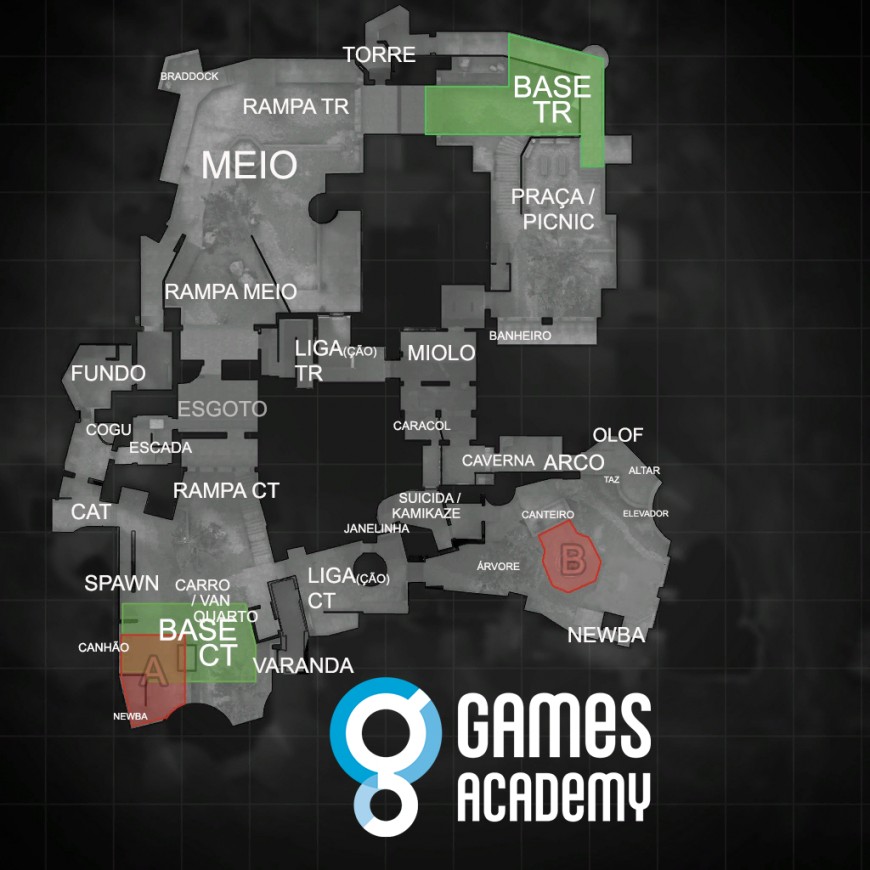 TORRE
BRADDOCK
BASE
TR
RAMPA TR
MEIO
PRAÇA /
PICNIC
RAMPA MEIO
BANHEIRO
LIGA(ÇÃO)
TR
MIOLO
FUNDO
ESGOTO
COGU
CARACOL
OLOF
ESCADA
CAVERNA
ARCO
ALTAR
TAZ
RAMPA CT
SUICIDA /
KAMIKAZE
CAT
CANTEIRO
ELEVADOR
JANELINHA
B
ÁRVORE
SPAWN
CARRO
/ VAN
LIGA(ÇÃO)
CT
QUARTO
BASE
CT
NEWBA
CANHÃO
A
VARANDA
NEWBA
GAMES
ACADEMY